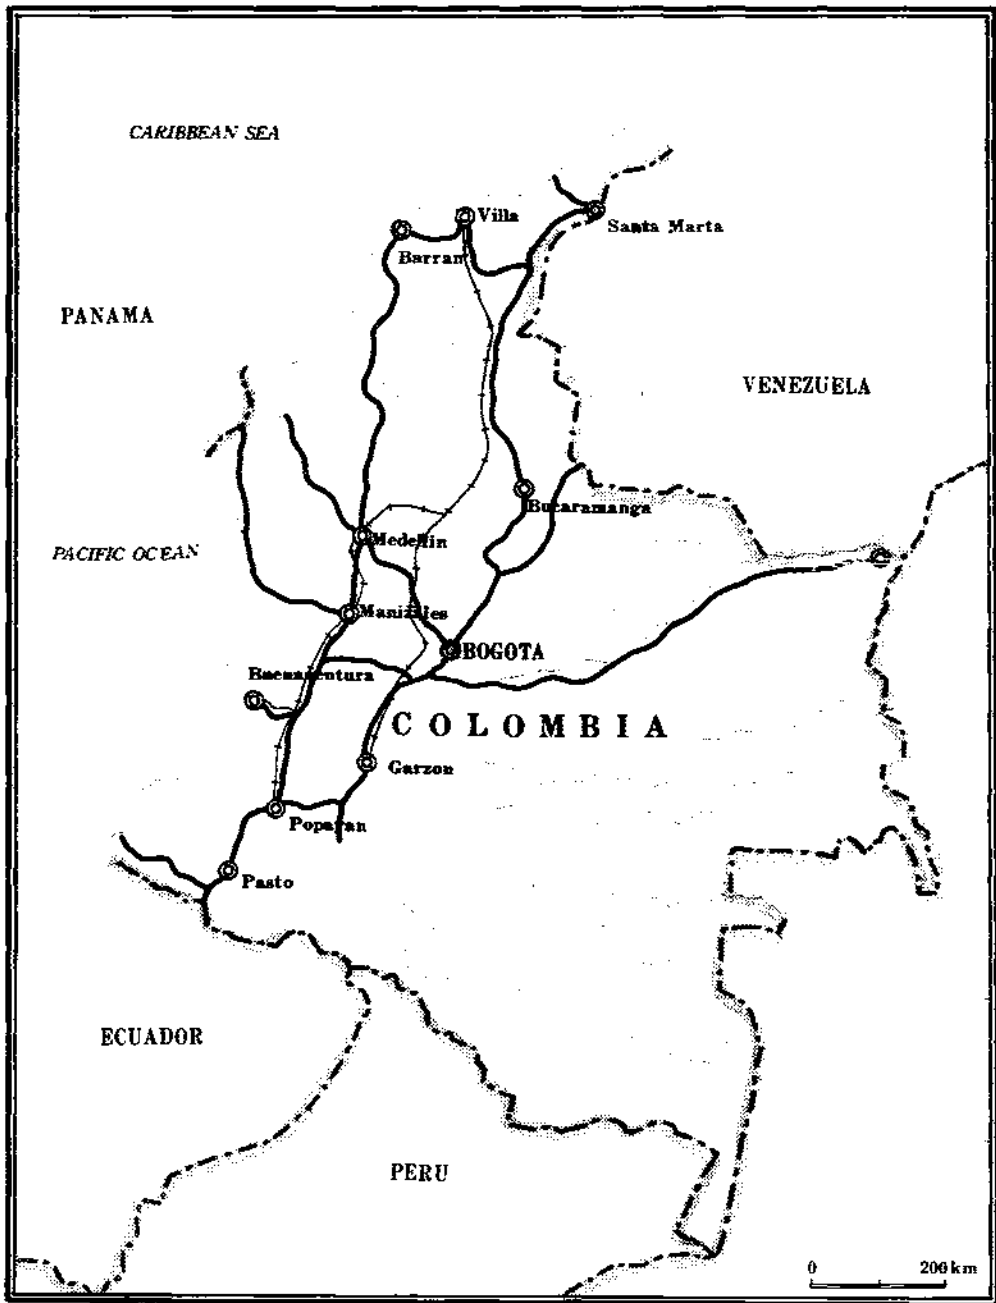 CARIBBEAN SEA
Villa
Santa Marta
Barran
PANAMA
VENEZUELA
Bucaramanga
Medellin
PACIFIC OCEAN
Manizales
BOGOTA
Buenaventura
COLOMBIA
Garzon
Popayan
Pasto
ECUADOR
PERU
0 200 km